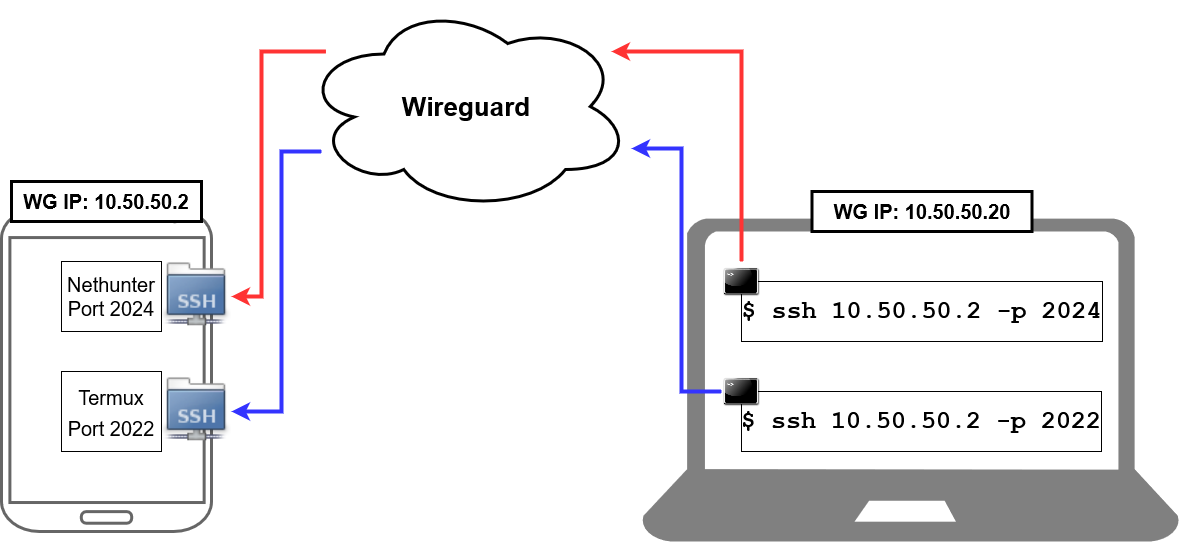 Wireguard
WG IP: 10.50.50.2
Nethunter
Port 2024
SSH
Termux
Port 2022
SSH
WG IP: 10.50.50.20
$ ssh 10.50.50.2 -p 2024
$ ssh 10.50.50.2 -p 2022